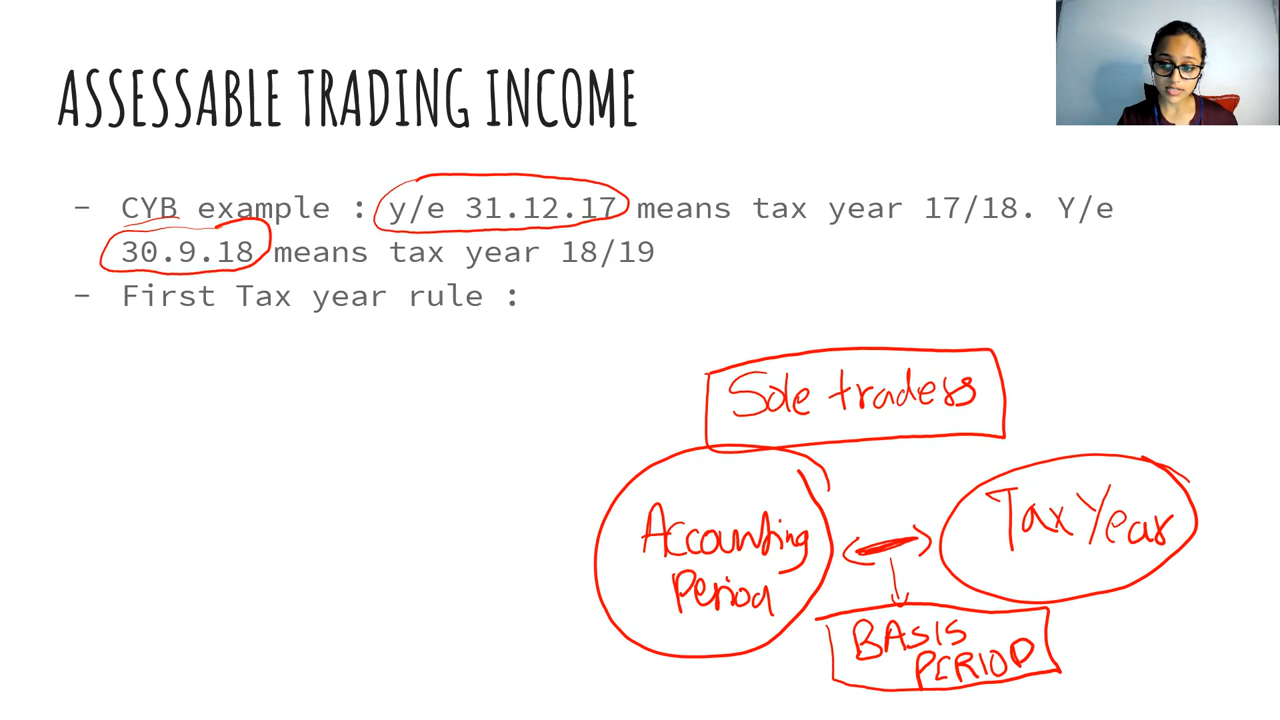 ASSESSABLE TRADING INCOME
- CYB example : y/e 31.12.17 means tax year 17/18. Y/e
30.9.18 means tax year 18/19
- First Tax year rule :
Sole traders
Accounting
Period
Tax Year
BASIS
PERIOD